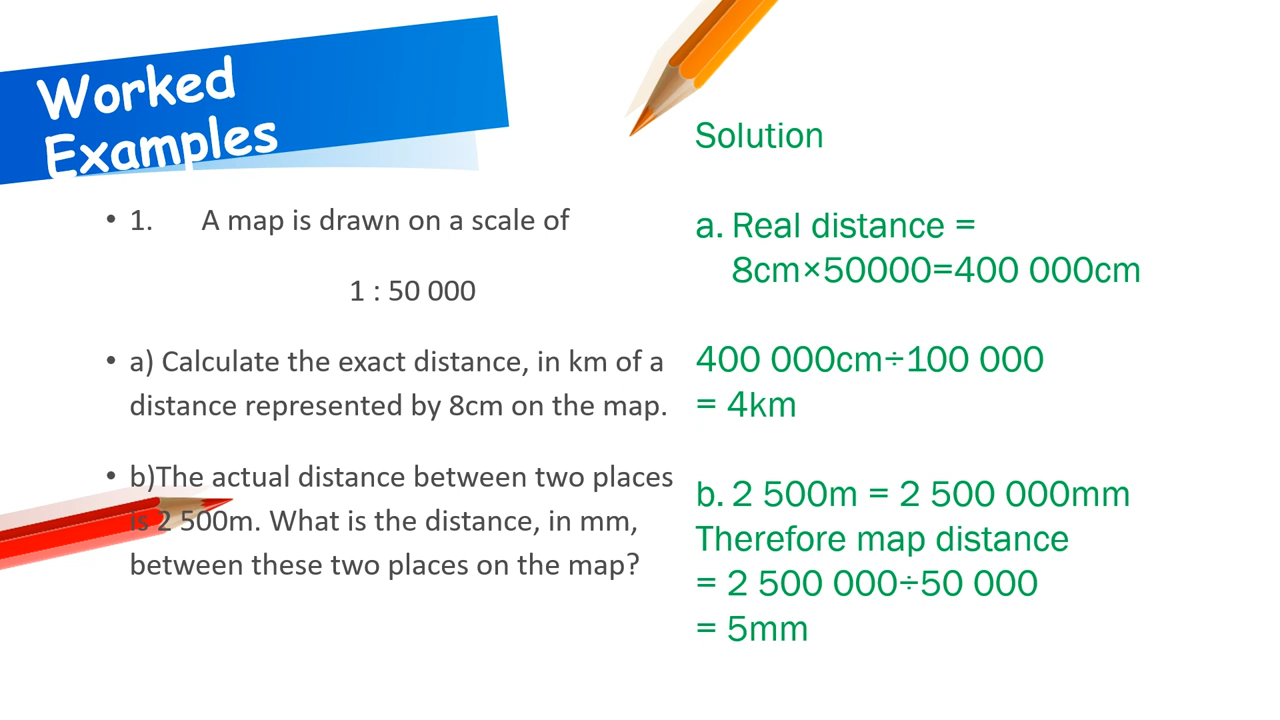 Worked
Examples
• 1. A map is drawn on a scale of
1 : 50 000
• a) Calculate the exact distance, in km of a
distance represented by 8cm on the map.
• b)The actual distance between two places
is 2 500m. What is the distance, in mm,
between these two places on the map?
Solution
a. Real distance =
8cm×50000=400 000cm
400 000cm÷100 000
= 4km
b. 2 500m = 2 500 000mm
Therefore map distance
= 2 500 000÷50 000
= 5mm